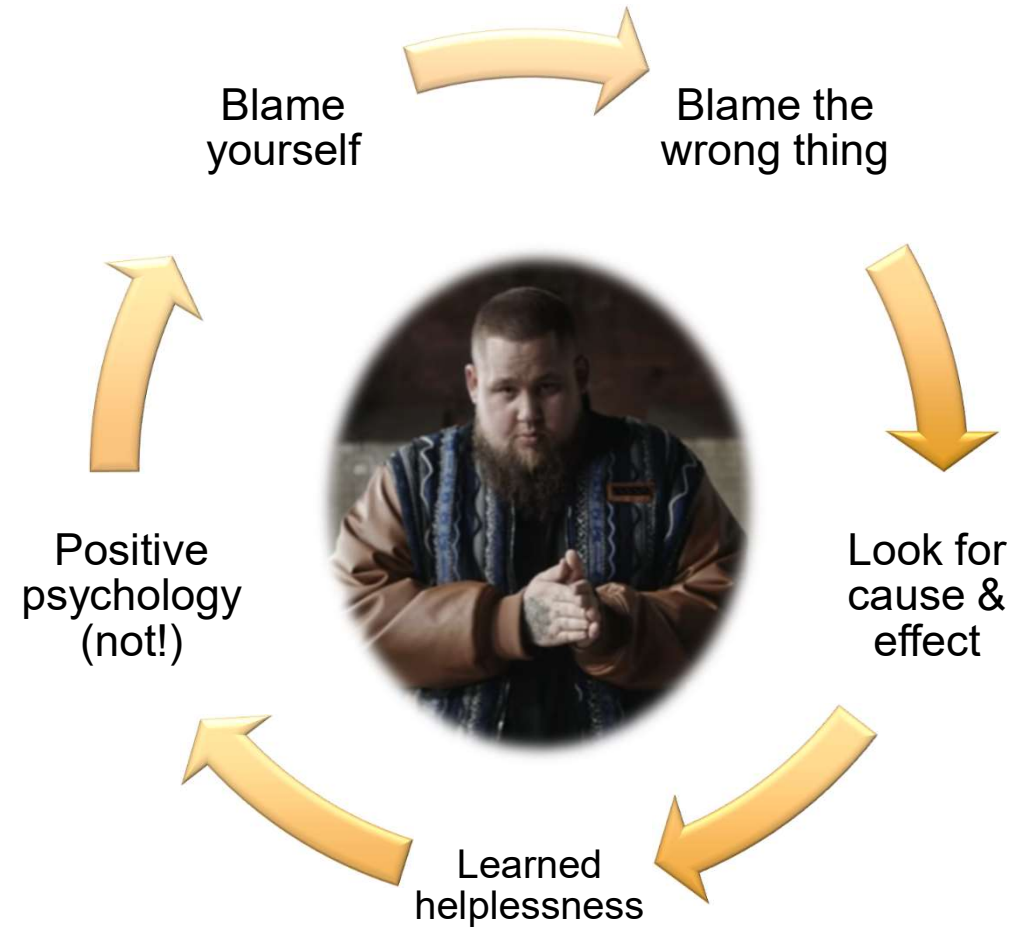 Blame
yourself
Blame the
wrong thing
Look for
cause &
effect
Learned
helplessness
Positive
psychology
(not!)